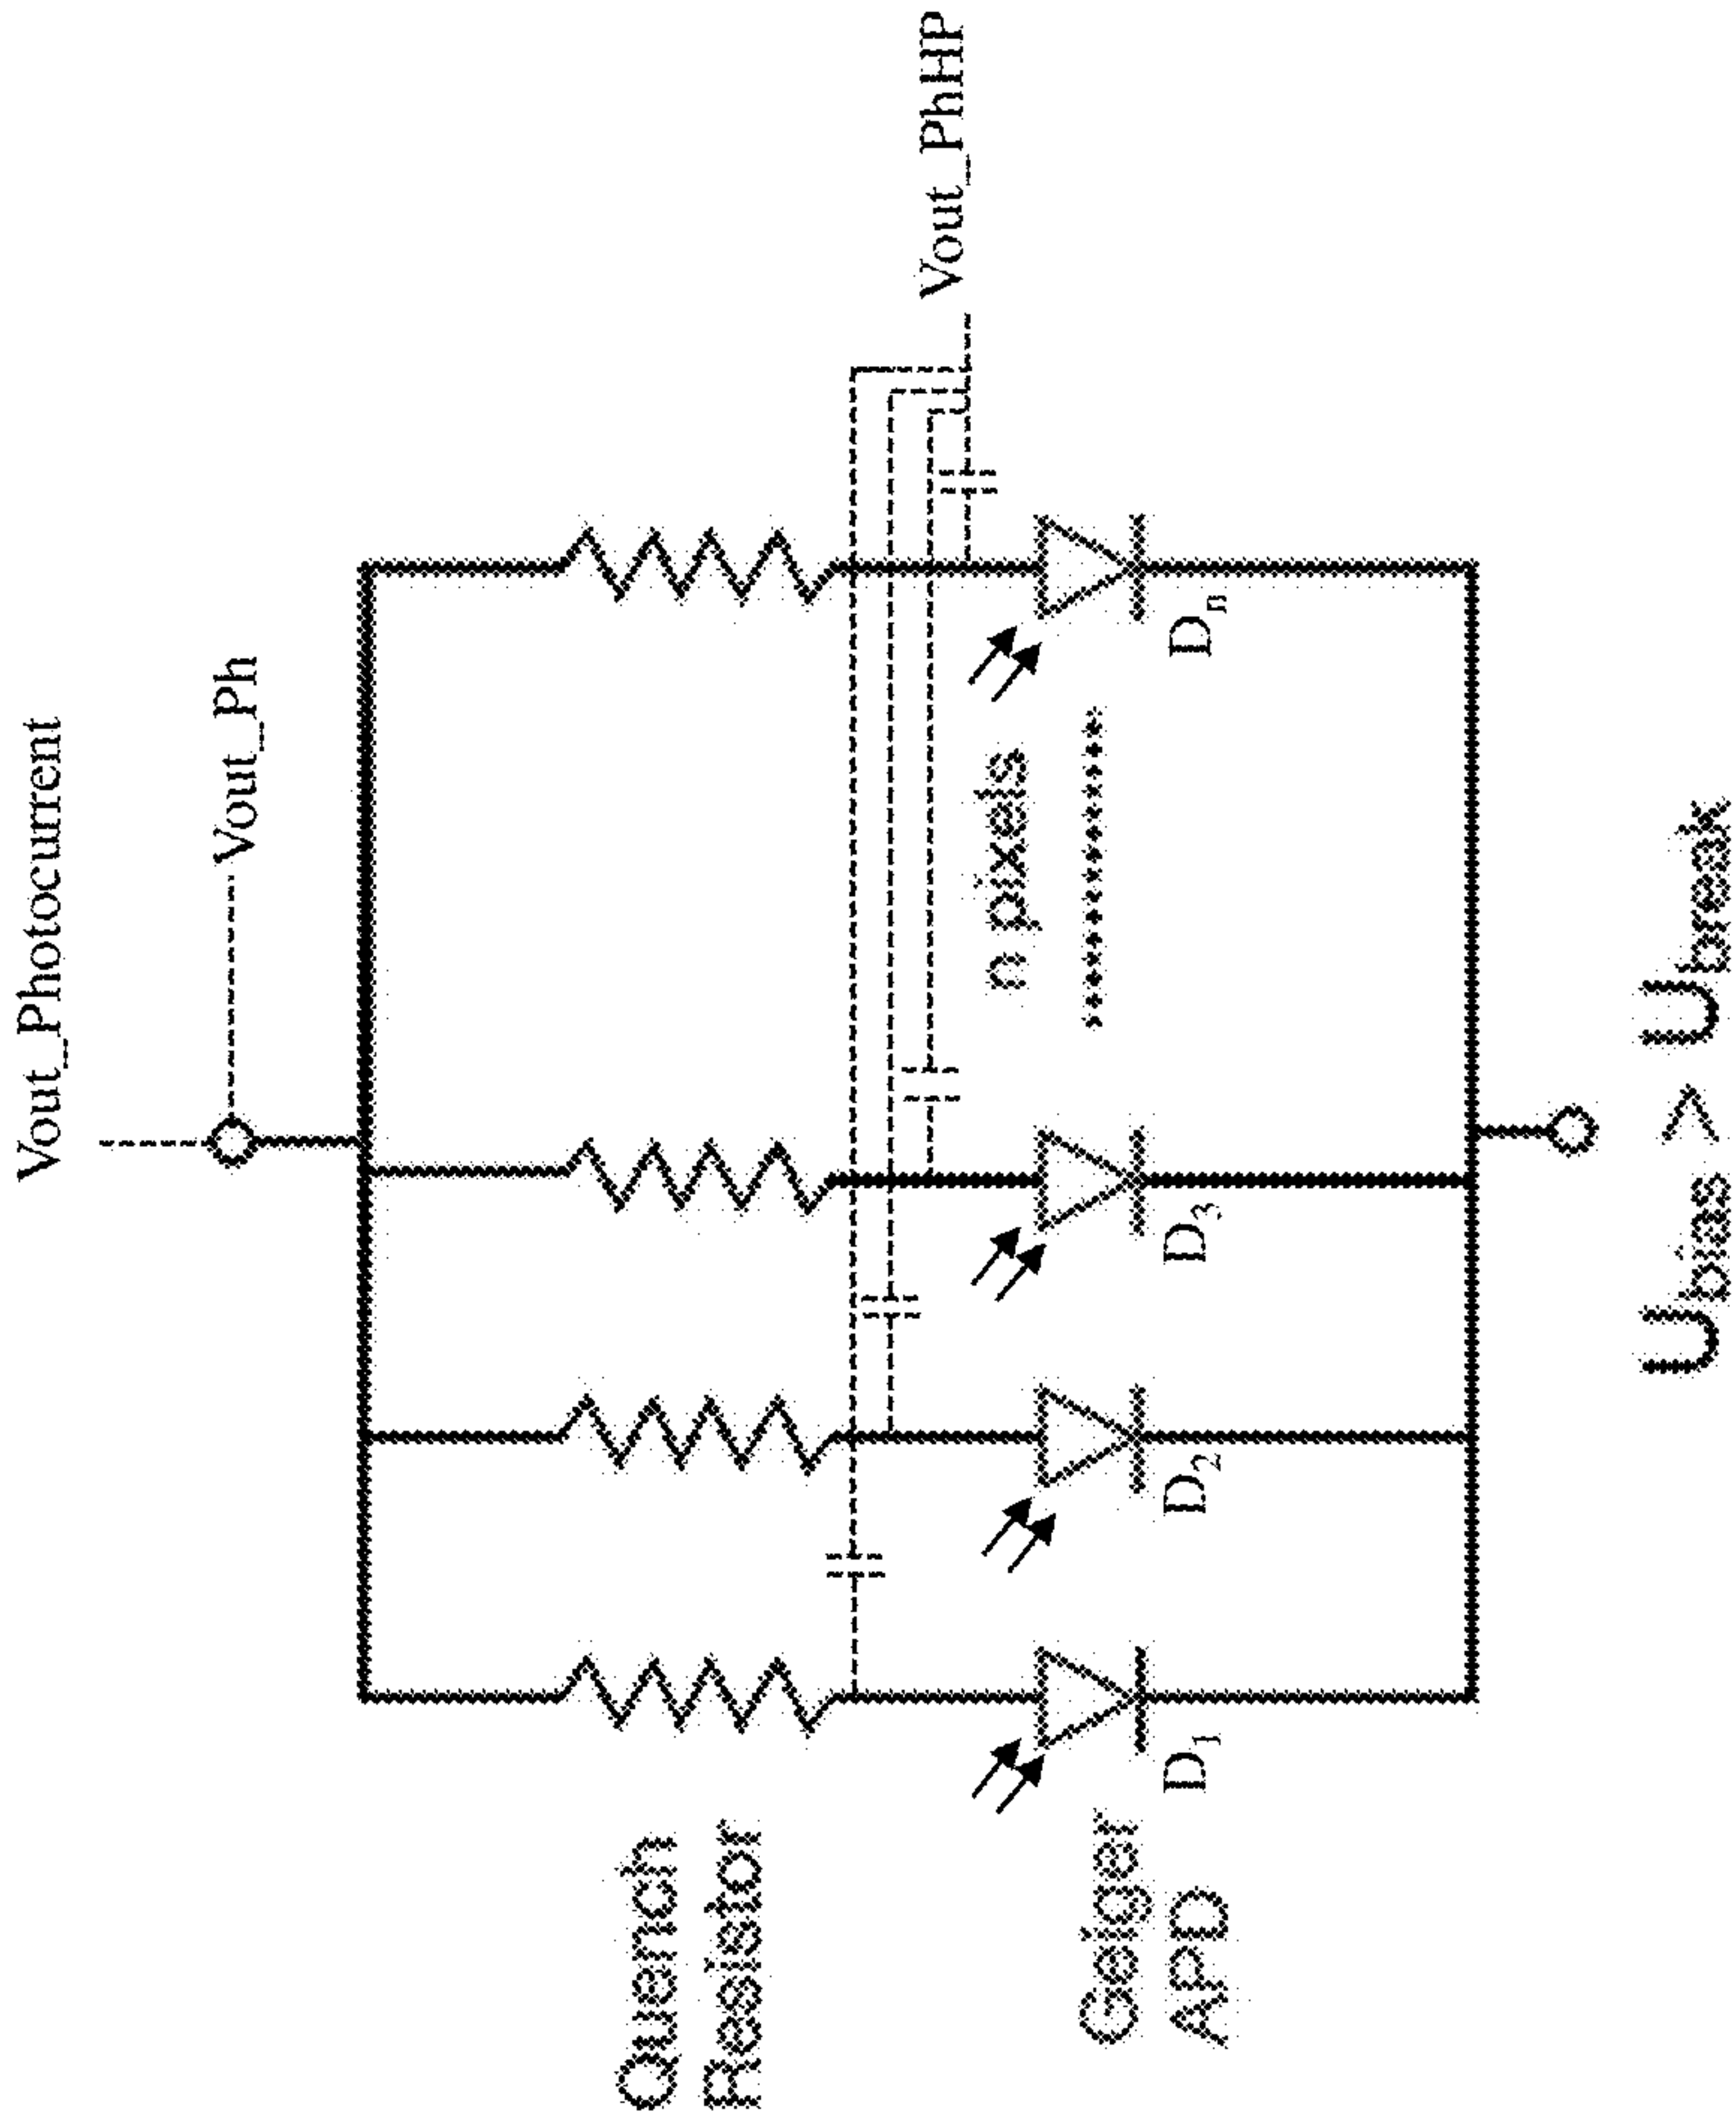 Vout_Photocurrent
Vout_Ph
Vout_PhHP
Quench
Resistor
n pixels
Geiger
APD
D1
D2
D3
Dn
Ubias > Ubreak